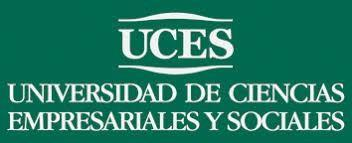 UCES
UNIVERSIDAD DE CIENCIAS
EMPRESARIALES Y SOCIALES